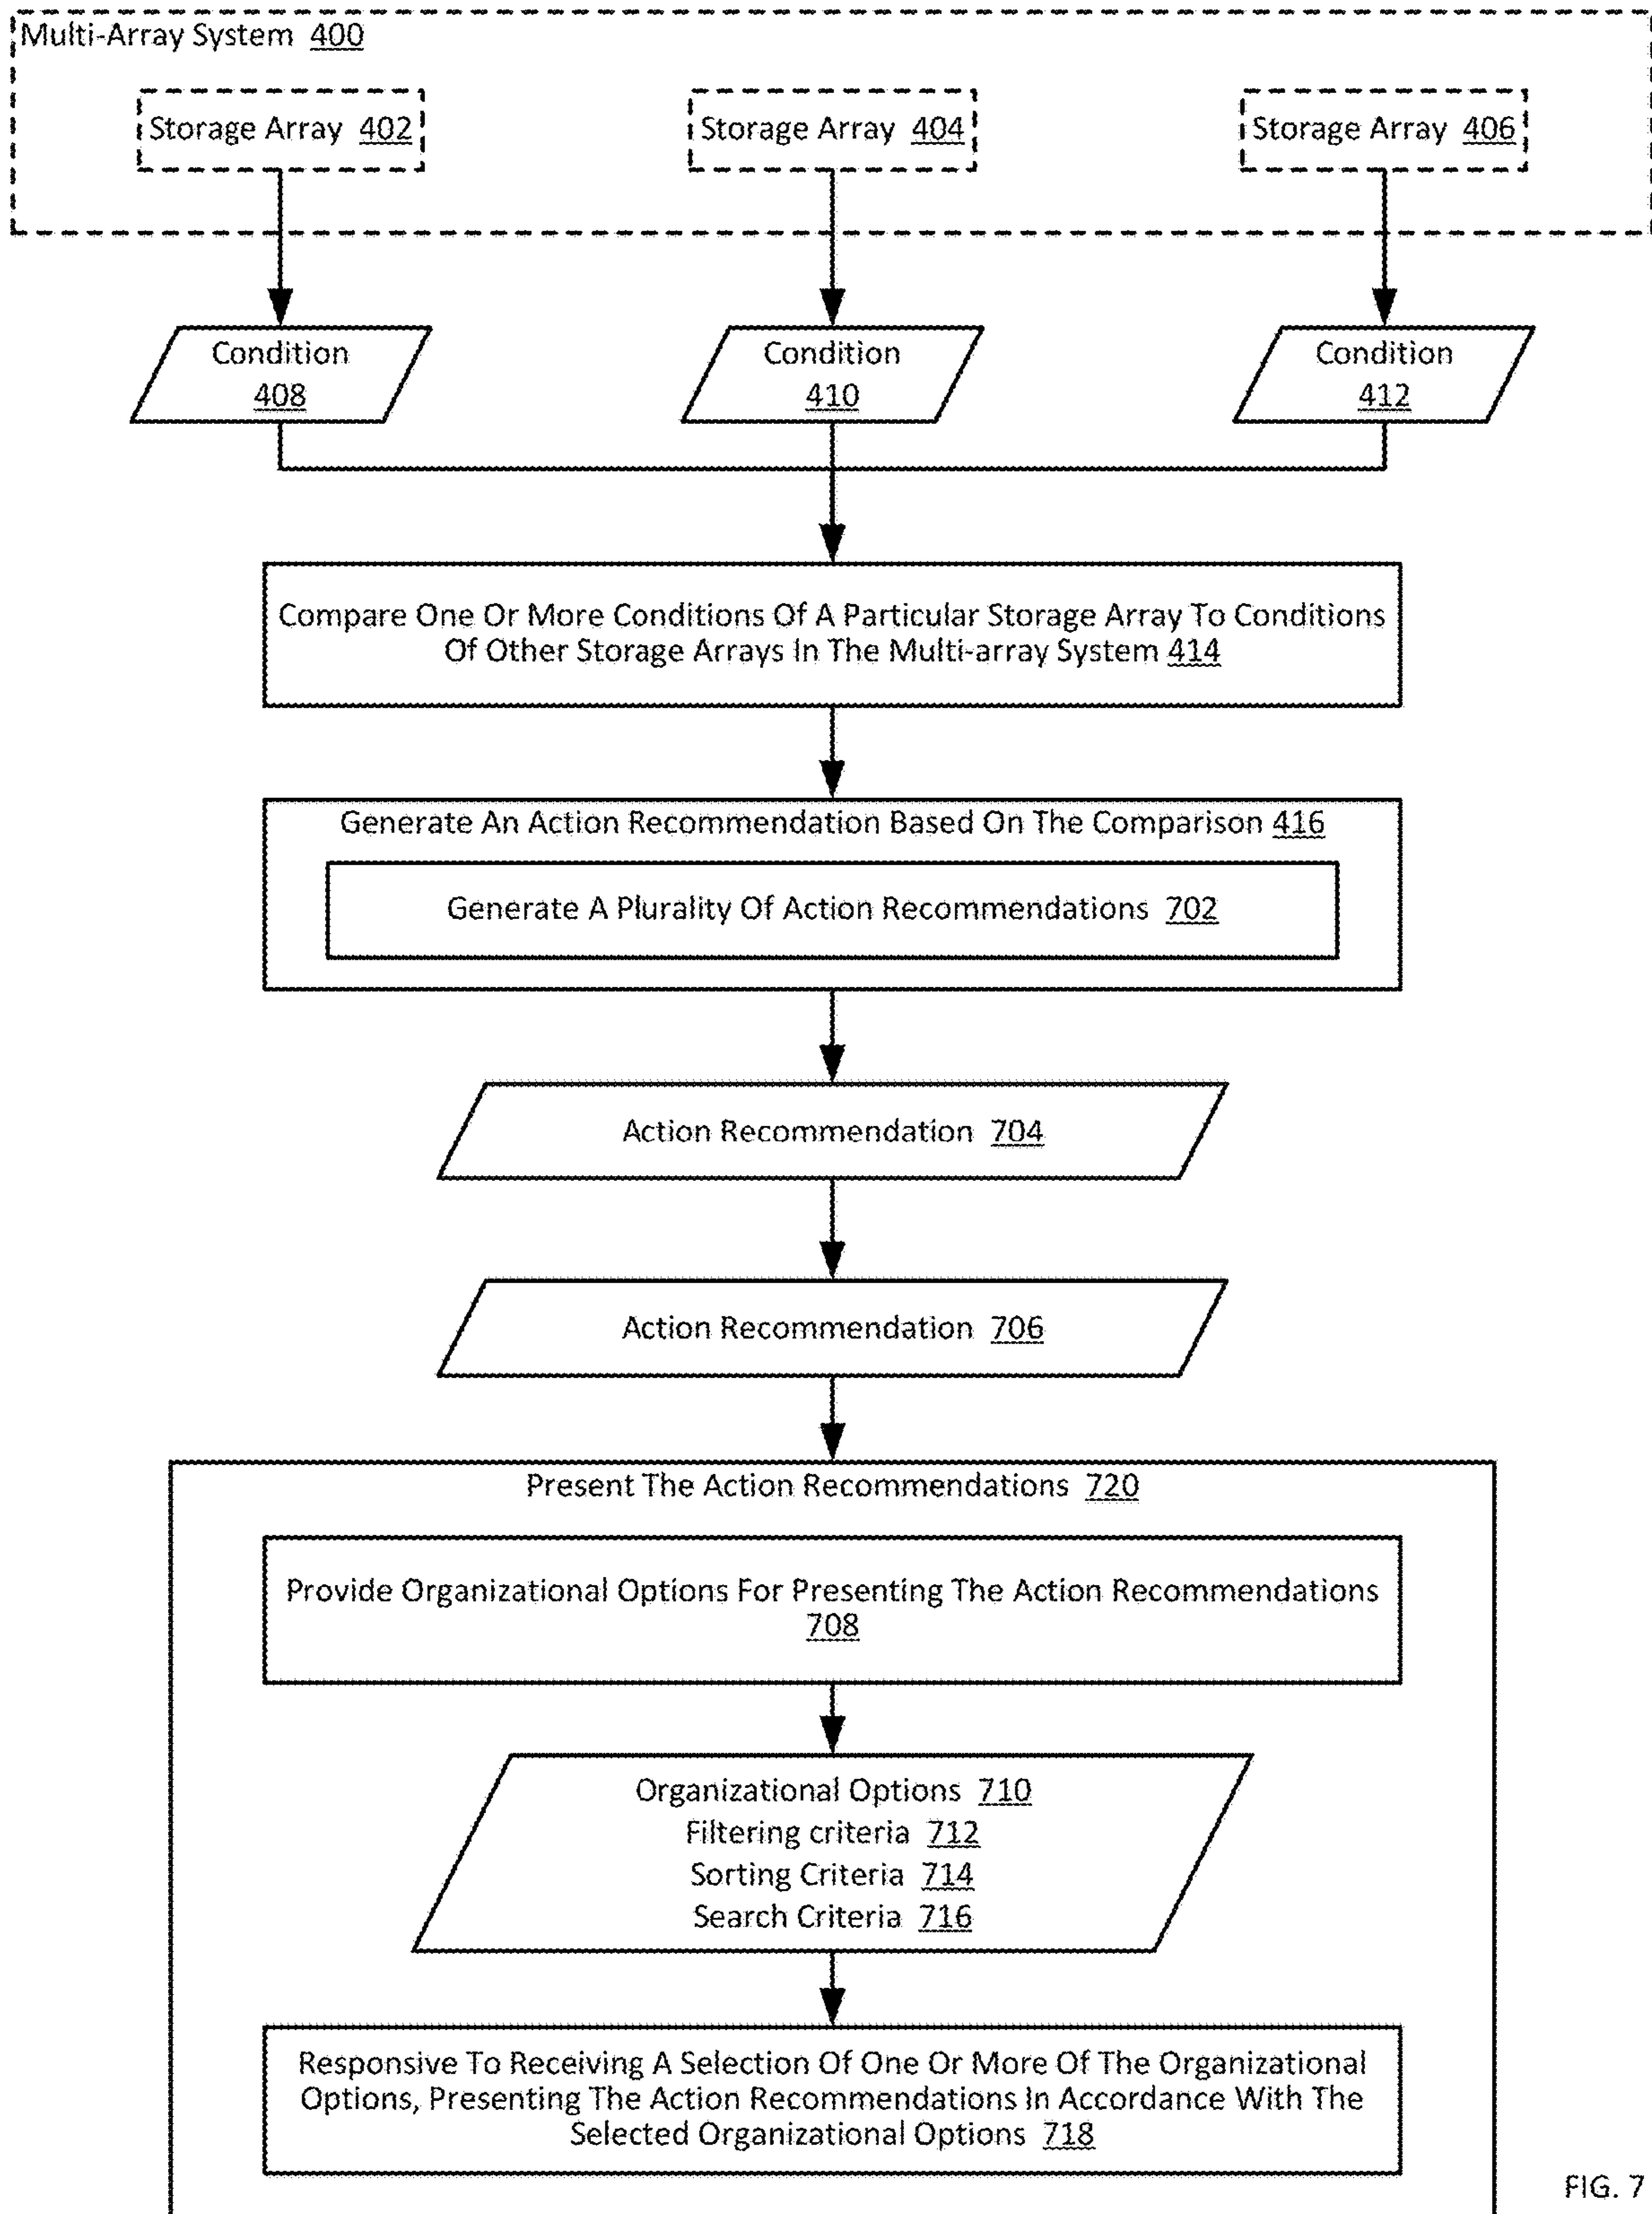 Multi-Array System 400
Storage Array 402
Storage Array 404
Storage Array 406
Condition
408
Condition
410
Condition
412
Compare One Or More Conditions Of A Particular Storage Array To Conditions
Of Other Storage Arrays In The Multi-array System 414
Generate An Action Recommendation Based On The Comparison 416
Generate A Plurality Of Action Recommendations 702
Action Recommendation 704
Action Recommendation 706
Present The Action Recommendations 720
Provide Organizational Options For Presenting The Action Recommendations
708
Organizational Options 710
Filtering criteria 712
Sorting Criteria 714
Search Criteria 716
Responsive To Receiving A Selection Of One Or More Of The Organizational
Options, Presenting The Action Recommendations In Accordance With The
Selected Organizational Options 718
FIG. 7